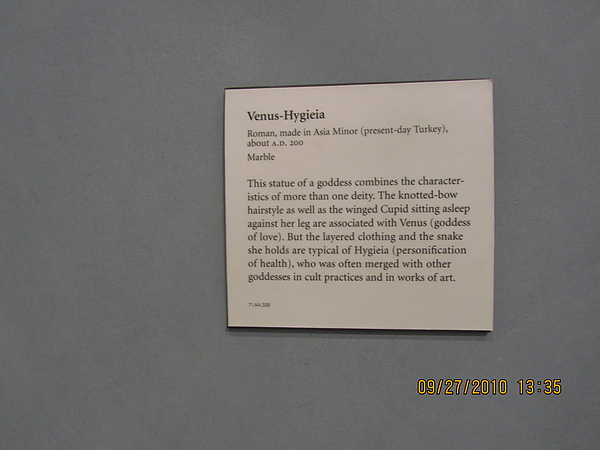 Venus-Hygieia
Roman, made in Asia Minor (present-day Turkey),
about A.D. 200
Marble
This statue of a goddess combines the character-
istics of more than one deity. The knotted-bow
hairstyle as well as the winged Cupid sitting asleep
against her leg are associated with Venus (goddess
of love). But the layered clothing and the snake
she holds are typical of Hygieia (personification
of health), who was often merged with other
goddesses in cult practices and in works of art.
71.AA.338
09/27/2010 13:35